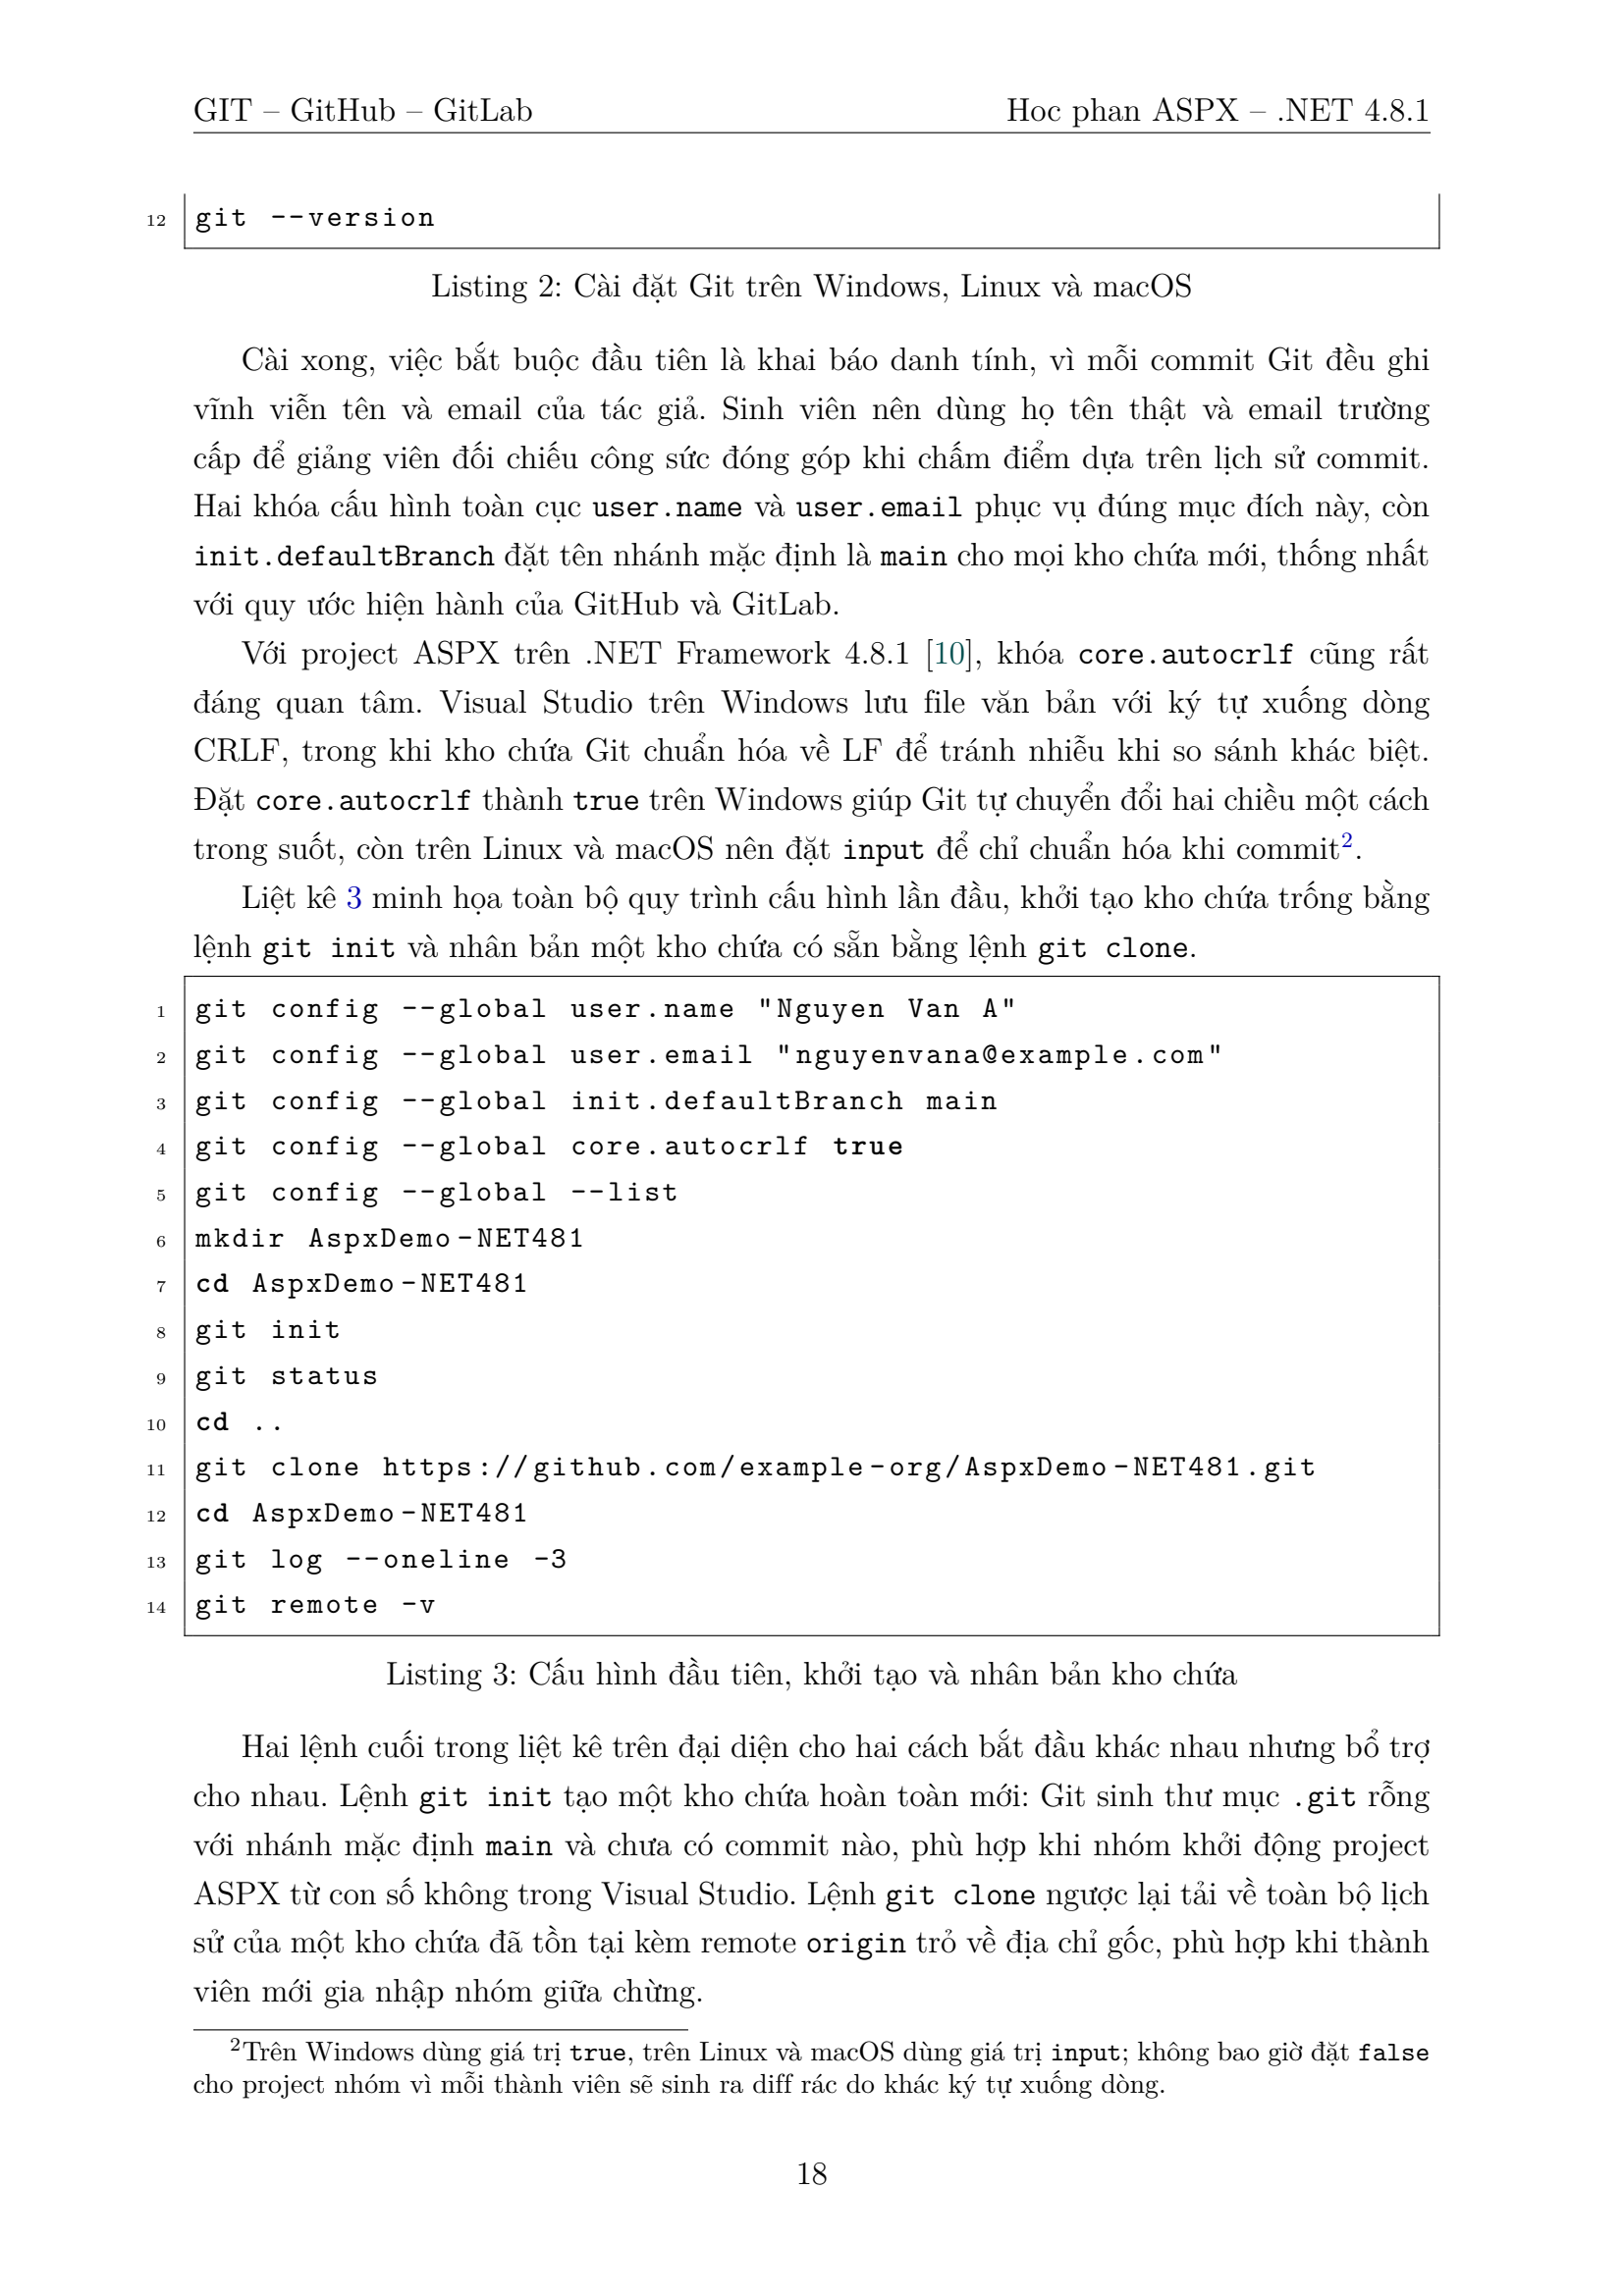 GIT – GitHub – GitLab
Hoc phan ASPX – .NET 4.8.1
12 git --version
Listing 2: Cài đặt Git trên Windows, Linux và macOS
Cài xong, việc bắt buộc đầu tiên là khai báo danh tính, vì mỗi commit Git đều ghi
vĩnh viễn tên và email của tác giả. Sinh viên nên dùng họ tên thật và email trường
cấp để giảng viên đối chiếu công sức đóng góp khi chấm điểm dựa trên lịch sử commit.
Hai khóa cấu hình toàn cục user.name và user.email phục vụ đúng mục đích này, còn
init.defaultBranch đặt tên nhánh mặc định là main cho mọi kho chứa mới, thống nhất
với quy ước hiện hành của GitHub và GitLab.
Với project ASPX trên .NET Framework 4.8.1 [10], khóa core.autocrlf cũng rất
đáng quan tâm. Visual Studio trên Windows lưu file văn bản với ký tự xuống dòng
CRLF, trong khi kho chứa Git chuẩn hóa về LF để tránh nhiễu khi so sánh khác biệt.
Đặt core.autocrlf thành true trên Windows giúp Git tự chuyển đổi hai chiều một cách
trong suốt, còn trên Linux và macOS nên đặt input để chỉ chuẩn hóa khi commit2.
Liệt kê 3 minh họa toàn bộ quy trình cấu hình lần đầu, khởi tạo kho chứa trống bằng
lệnh git init và nhân bản một kho chứa có sẵn bằng lệnh git clone.
1 git config --global user.name "Nguyen Van A"
2 git config --global user.email "nguyenvana@example.com"
3 git config --global init.defaultBranch main
4 git config --global core.autocrlf true
5 git config --global --list
6 mkdir AspxDemo-NET481
7 cd AspxDemo-NET481
8 git init
9 git status
10 cd ..
11 git clone https://github.com/example-org/AspxDemo-NET481.git
12 cd AspxDemo-NET481
13 git log --oneline -3
14 git remote -v
Listing 3: Cấu hình đầu tiên, khởi tạo và nhân bản kho chứa
Hai lệnh cuối trong liệt kê trên đại diện cho hai cách bắt đầu khác nhau nhưng bổ trợ
cho nhau. Lệnh git init tạo một kho chứa hoàn toàn mới: Git sinh thư mục .git rỗng
với nhánh mặc định main và chưa có commit nào, phù hợp khi nhóm khởi động project
ASPX từ con số không trong Visual Studio. Lệnh git clone ngược lại tải về toàn bộ lịch
sử của một kho chứa đã tồn tại kèm remote origin trỏ về địa chỉ gốc, phù hợp khi thành
viên mới gia nhập nhóm giữa chừng.
2Trên Windows dùng giá trị true, trên Linux và macOS dùng giá trị input; không bao giờ đặt false
cho project nhóm vì mỗi thành viên sẽ sinh ra diff rác do khác ký tự xuống dòng.
18